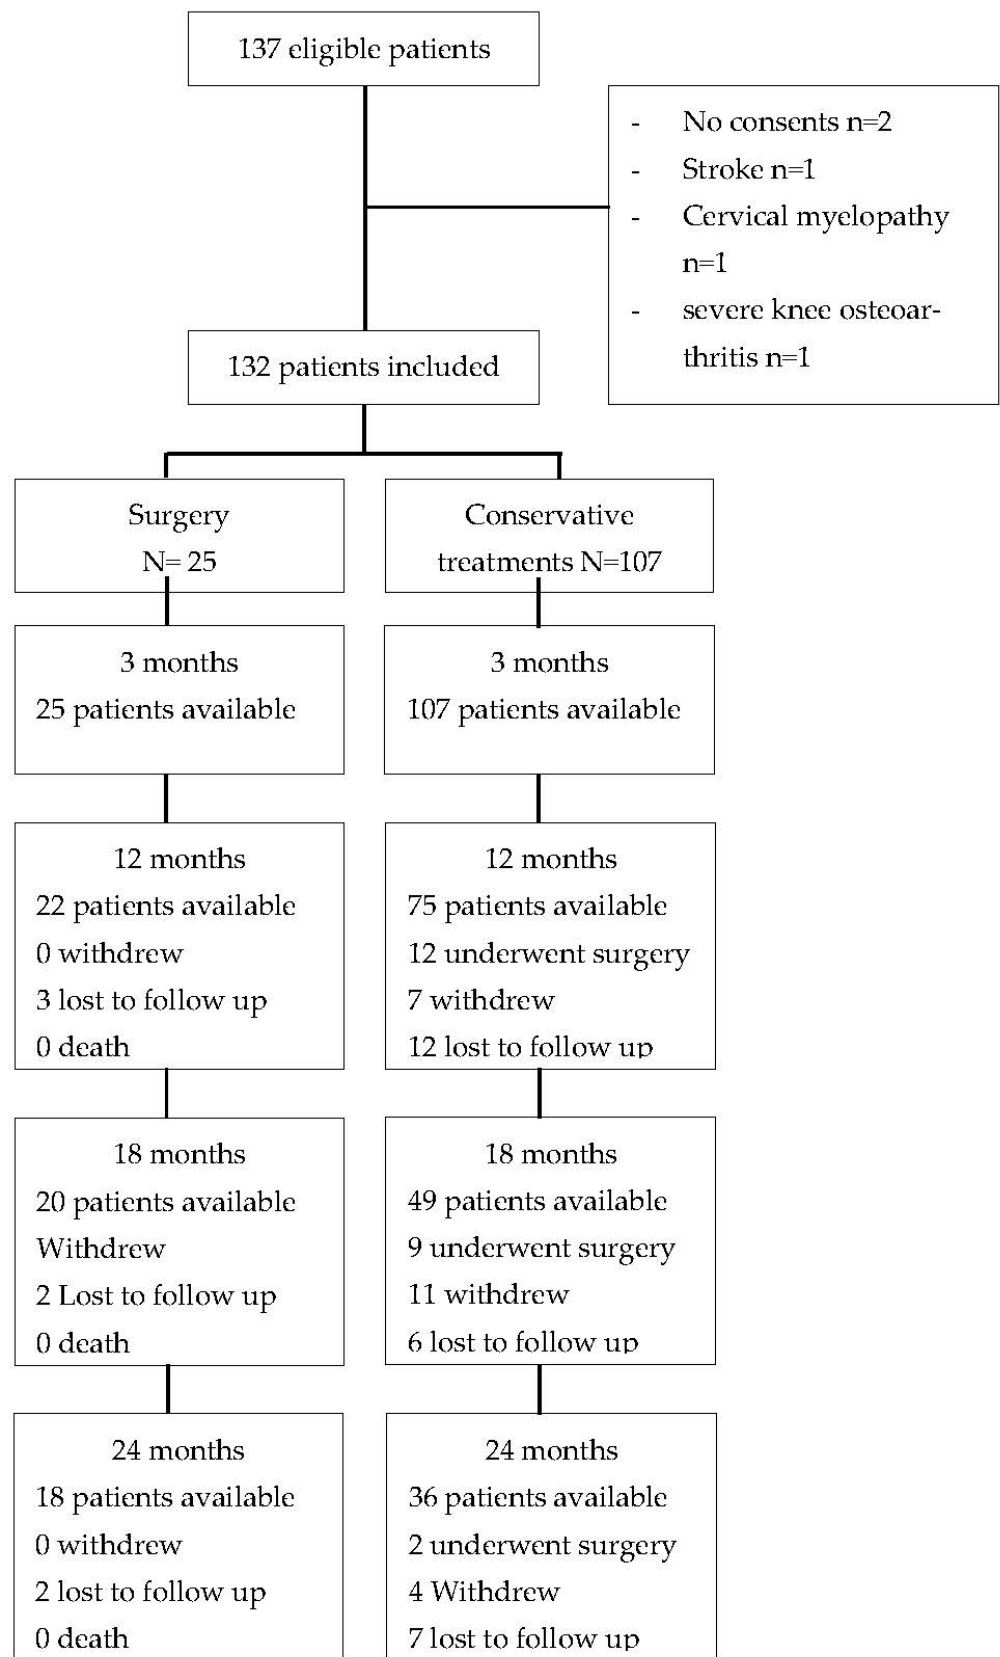 137 eligible patients
- No consents n=2
- Stroke n=1
- Cervical myelopathy
n=1
- severe knee osteoar-
thritis n=1
132 patients included
Surgery
N= 25
Conservative
treatments N=107
3 months
25 patients available
3 months
107 patients available
12 months
22 patients available
0 withdrew
3 lost to follow up
0 death
12 months
75 patients available
12 underwent surgery
7 withdrew
12 lost to follow up
18 months
20 patients available
Withdrew
2 Lost to follow up
0 death
18 months
49 patients available
9 underwent surgery
11 withdrew
6 lost to follow up
24 months
18 patients available
0 withdrew
2 lost to follow up
0 death
24 months
36 patients available
2 underwent surgery
4 Withdrew
7 lost to follow up